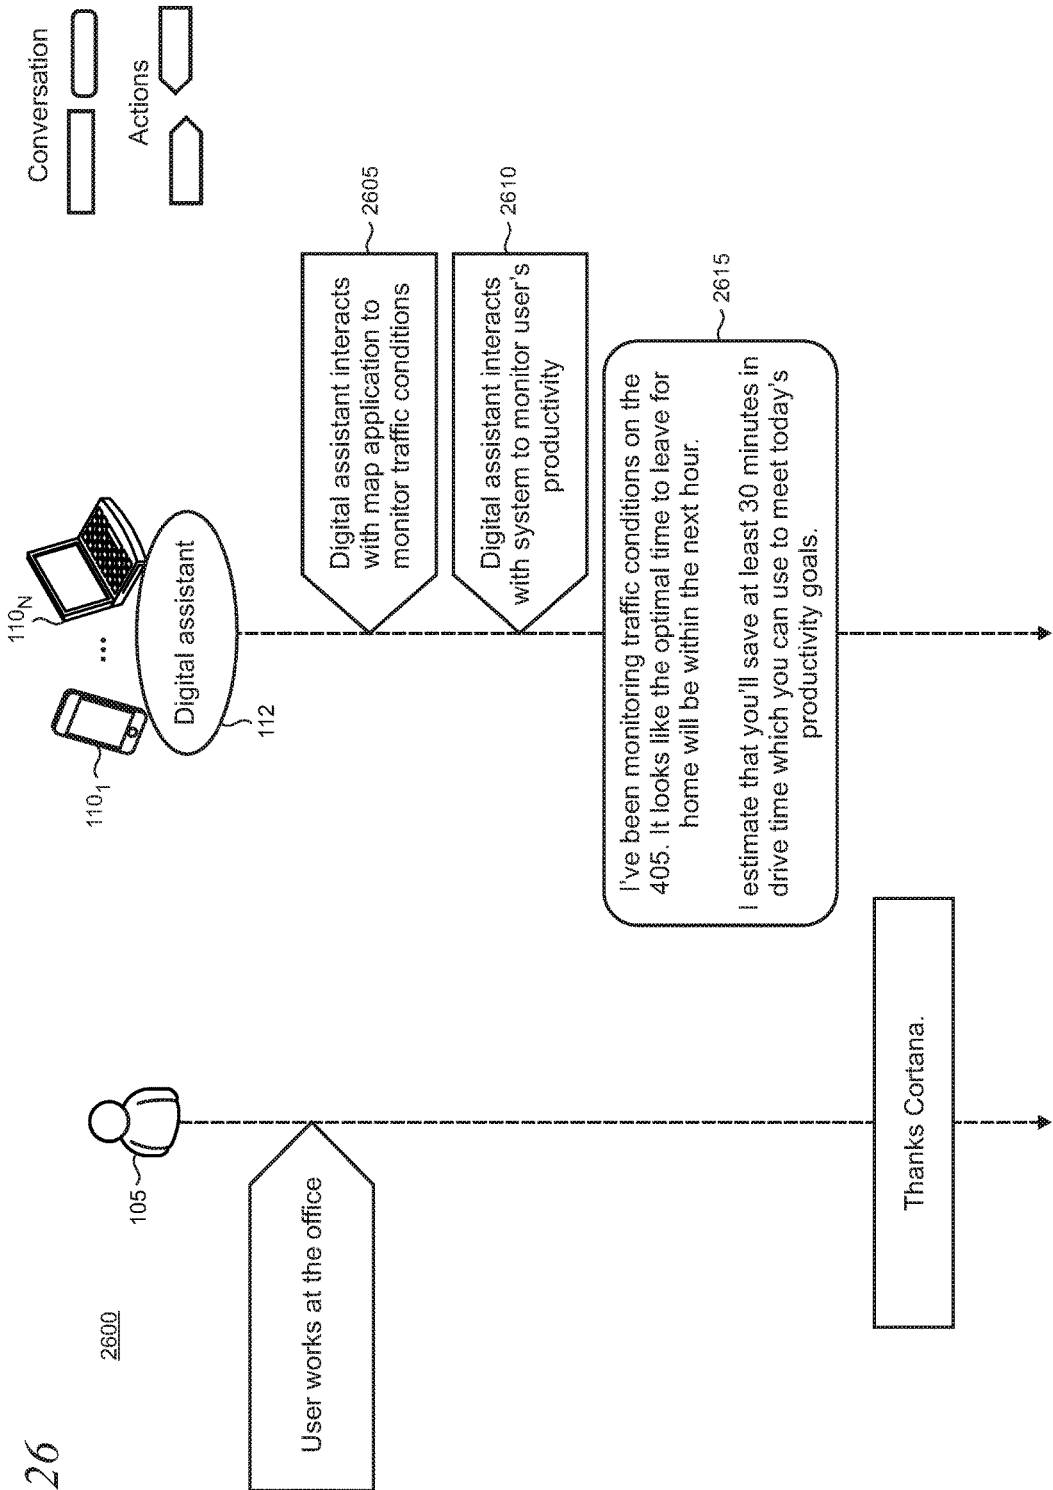 26
2600
Conversation
Actions
105
110₁
...
110N
Digital assistant
112
User works at the office
Digital assistant interacts
with map application to
monitor traffic conditions
2605
Digital assistant interacts
with system to monitor user's
productivity
2610
I've been monitoring traffic conditions on the
405. It looks like the optimal time to leave for
home will be within the next hour.
I estimate that you'll save at least 30 minutes in
drive time which you can use to meet today's
productivity goals.
2615
Thanks Cortana.